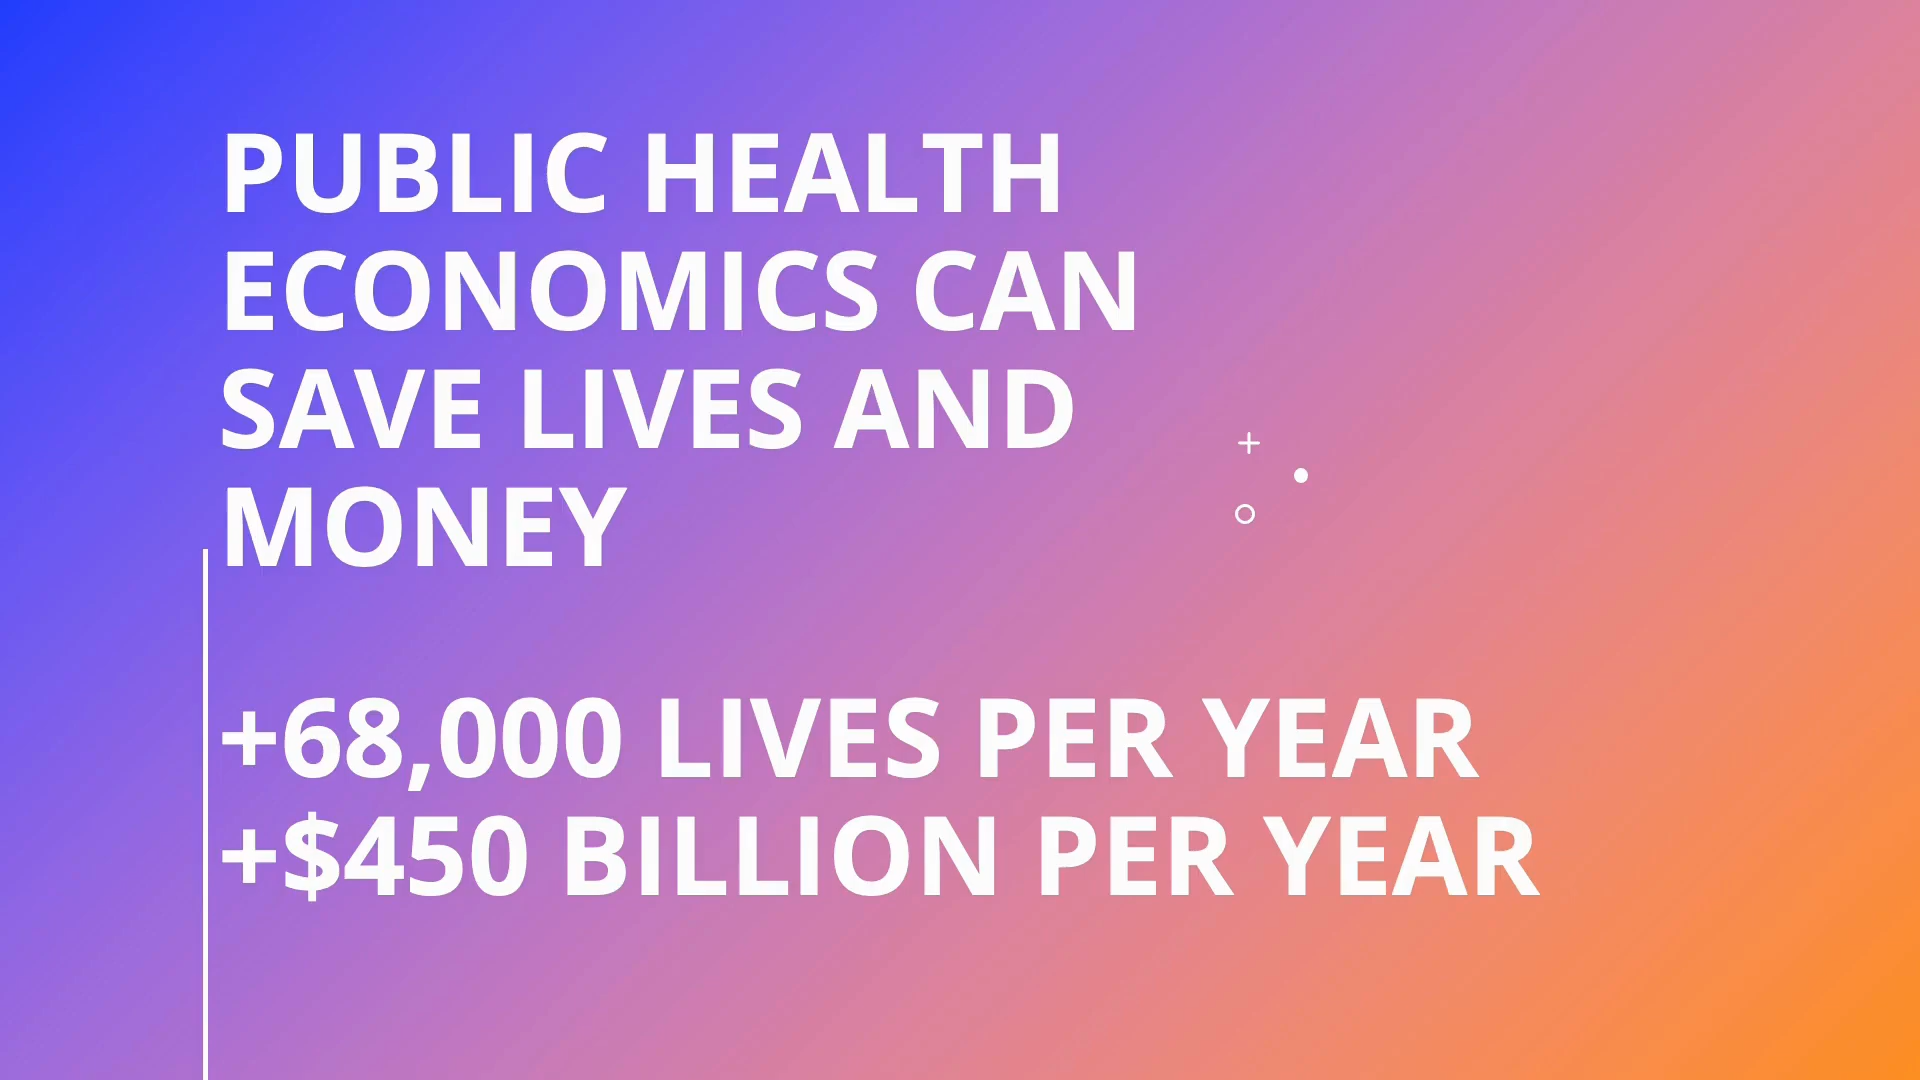 PUBLIC HEALTH
ECONOMICS CAN
SAVE LIVES AND
MONEY
+68,000 LIVES PER YEAR
+$450 BILLION PER YEAR